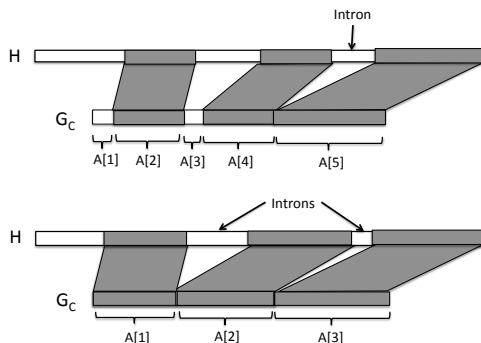 Intron
H
G_C
A[1] A[2] A[3] A[4] A[5]
Introns
H
G_C
A[1] A[2] A[3]